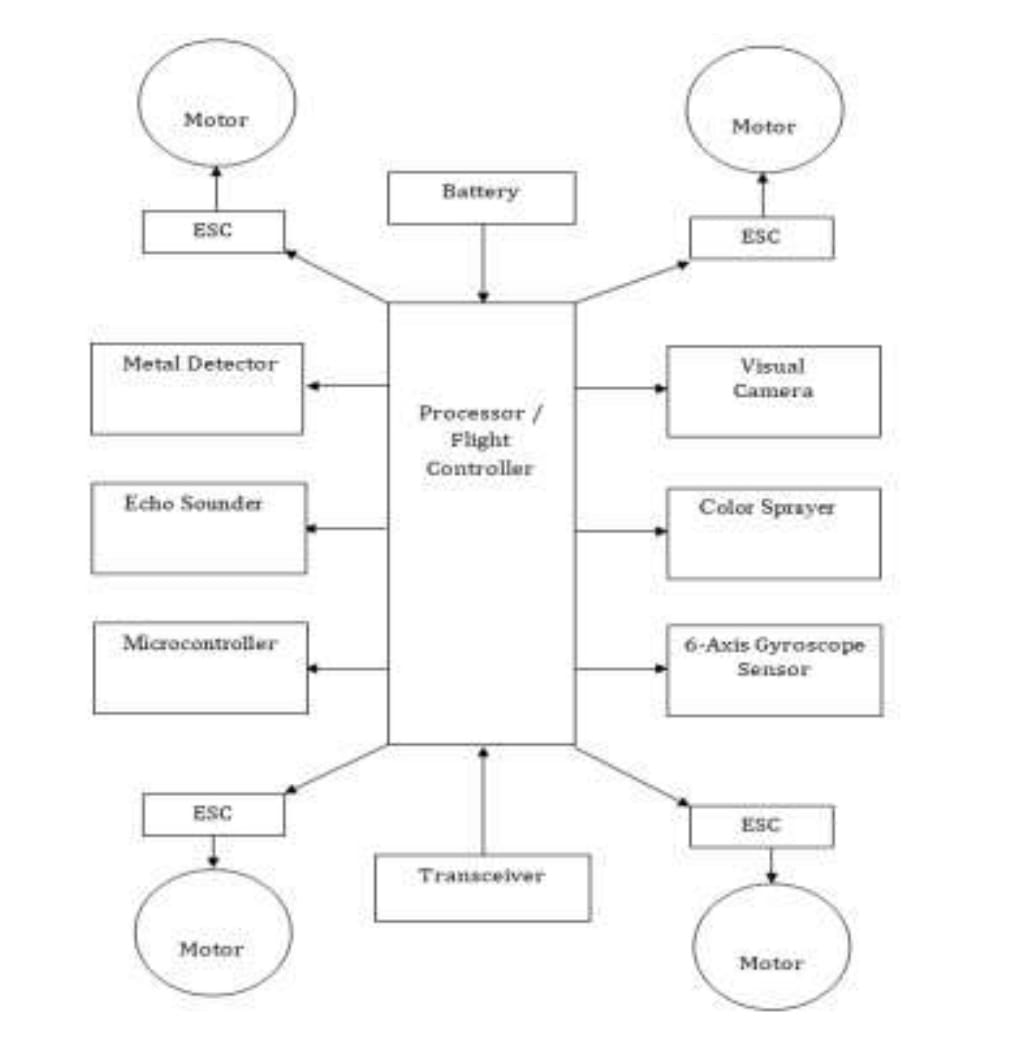 Motor
Motor
Battery
ESC
ESC
Metal Detector
Visual
Camera
Processor /
Flight
Controller
Echo Sounder
Color Sprayer
Microcontroller
6-Axis Gyroscope
Sensor
ESC
ESC
Transceiver
Motor
Motor